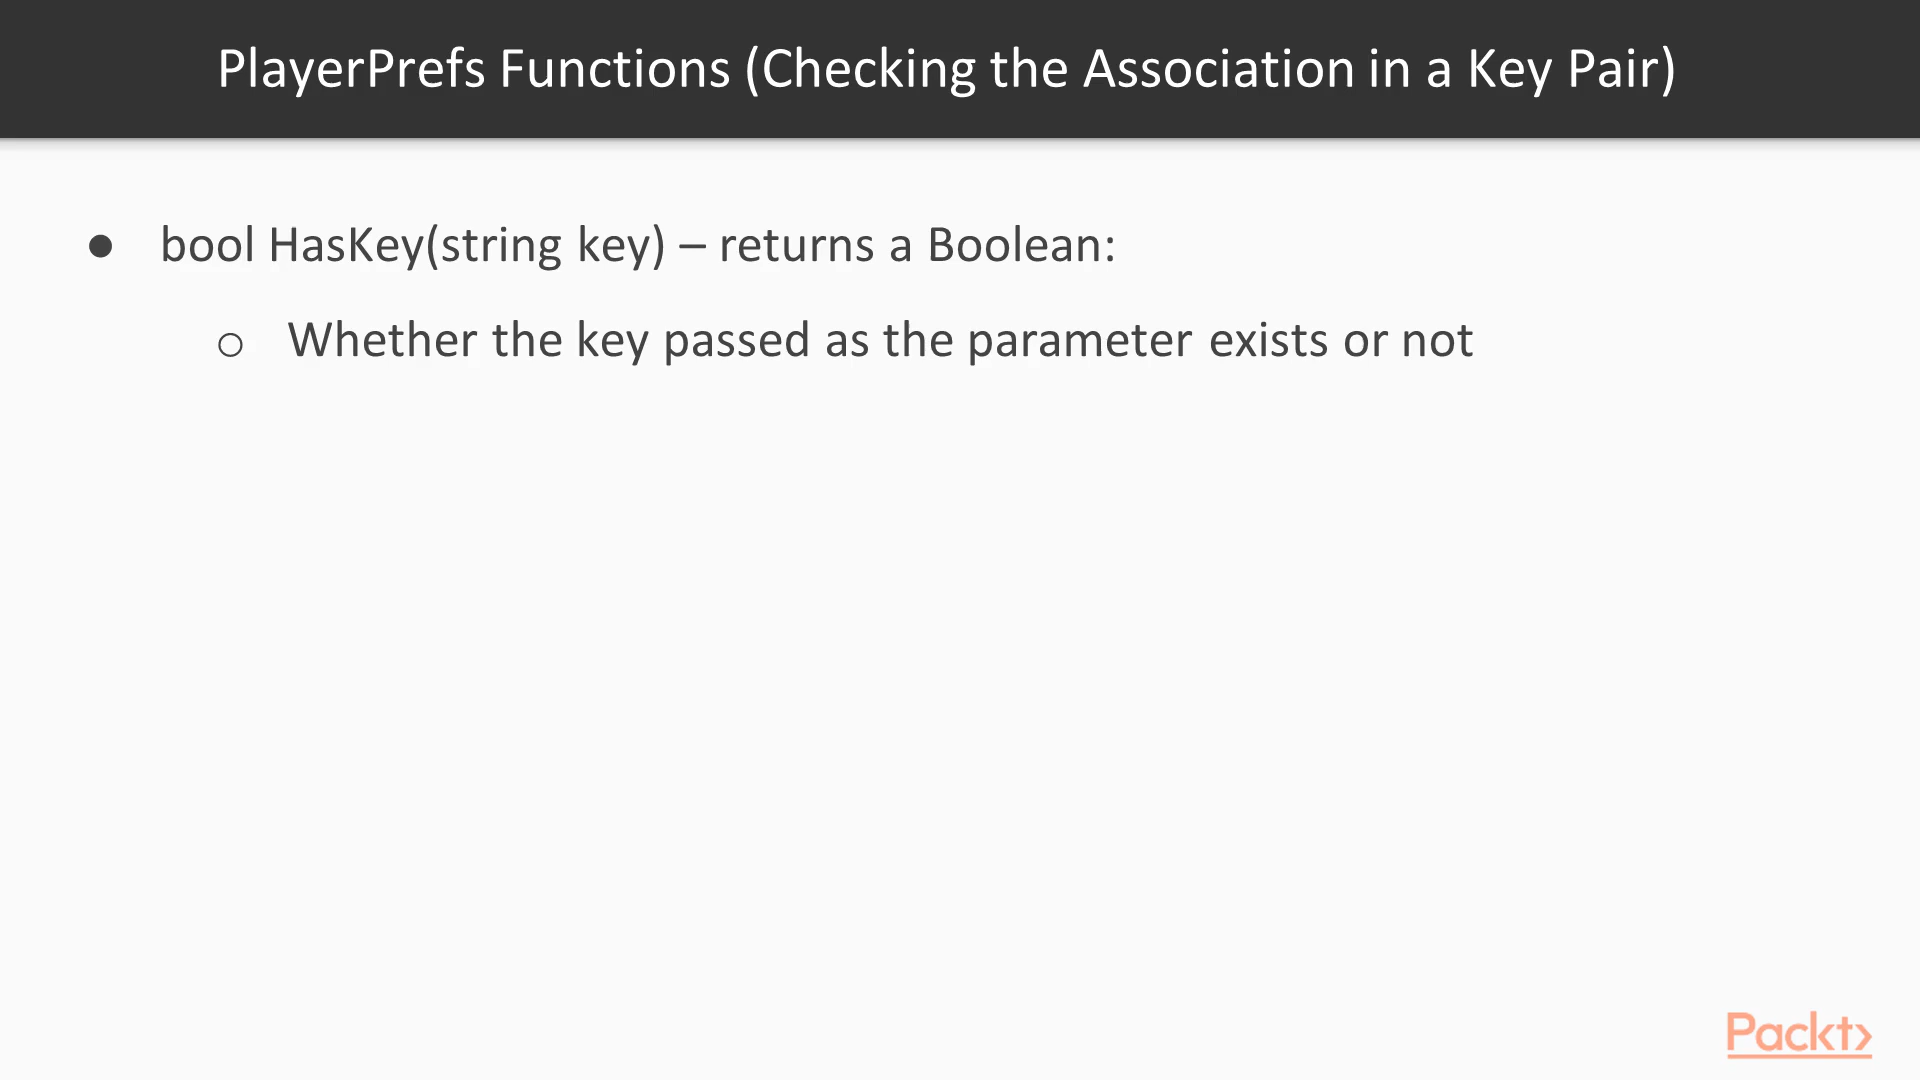 PlayerPrefs Functions (Checking the Association in a Key Pair)
● bool HasKey(string key) – returns a Boolean:
○ Whether the key passed as the parameter exists or not
Packt>